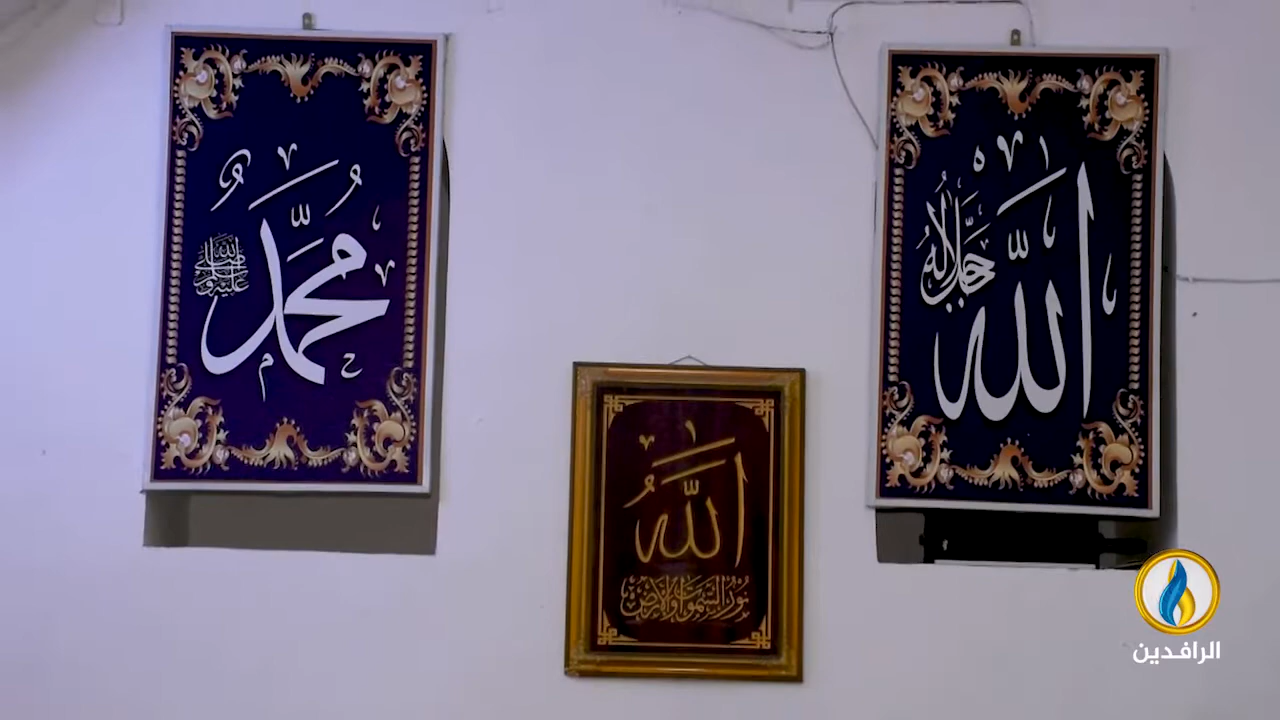 الله
جل جلاله
محمد
صلى الله عليه وسلم
الله
نور السموات والأرض
الرافدين